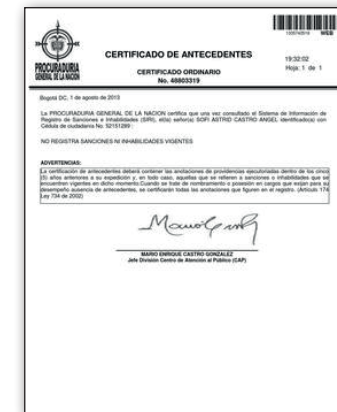 WEB
PROCURADURIA
GENERAL DE LA NACION
CERTIFICADO DE ANTECEDENTES
CERTIFICADO ORDINARIO
No. 48803319
19:32:02
Hoja: 1 de 1
Bogotá DC, 1 de agosto de 2013
La PROCURADURIA GENERAL DE LA NACION certifica que una vez consultado el Sistema de Información de
Registro de Sanciones e Inhabilidades (SIRI), el(la) señor(a) SOFI ASTRID CASTRO ANGEL identificado(a) con
Cédula de ciudadanía No. 52151289 :
NO REGISTRA SANCIONES NI INHABILIDADES VIGENTES
ADVERTENCIAS:
La certificación de antecedentes deberá contener las anotaciones de providencias ejecutoriadas dentro de los cinco
(5) años anteriores a su expedición y, en todo caso, aquellas que se refieren a sanciones o inhabilidades que se
encuentren vigentes en dicho momento.Cuando se trate de nombramiento o posesión en cargos que exijan para su
desempeño ausencia de antecedentes, se certificarán todas las anotaciones que figuren en el registro. (Artículo 174
Ley 734 de 2002)
MARIO ENRIQUE CASTRO GONZALEZ
Jefe División Centro de Atención al Público (CAP)